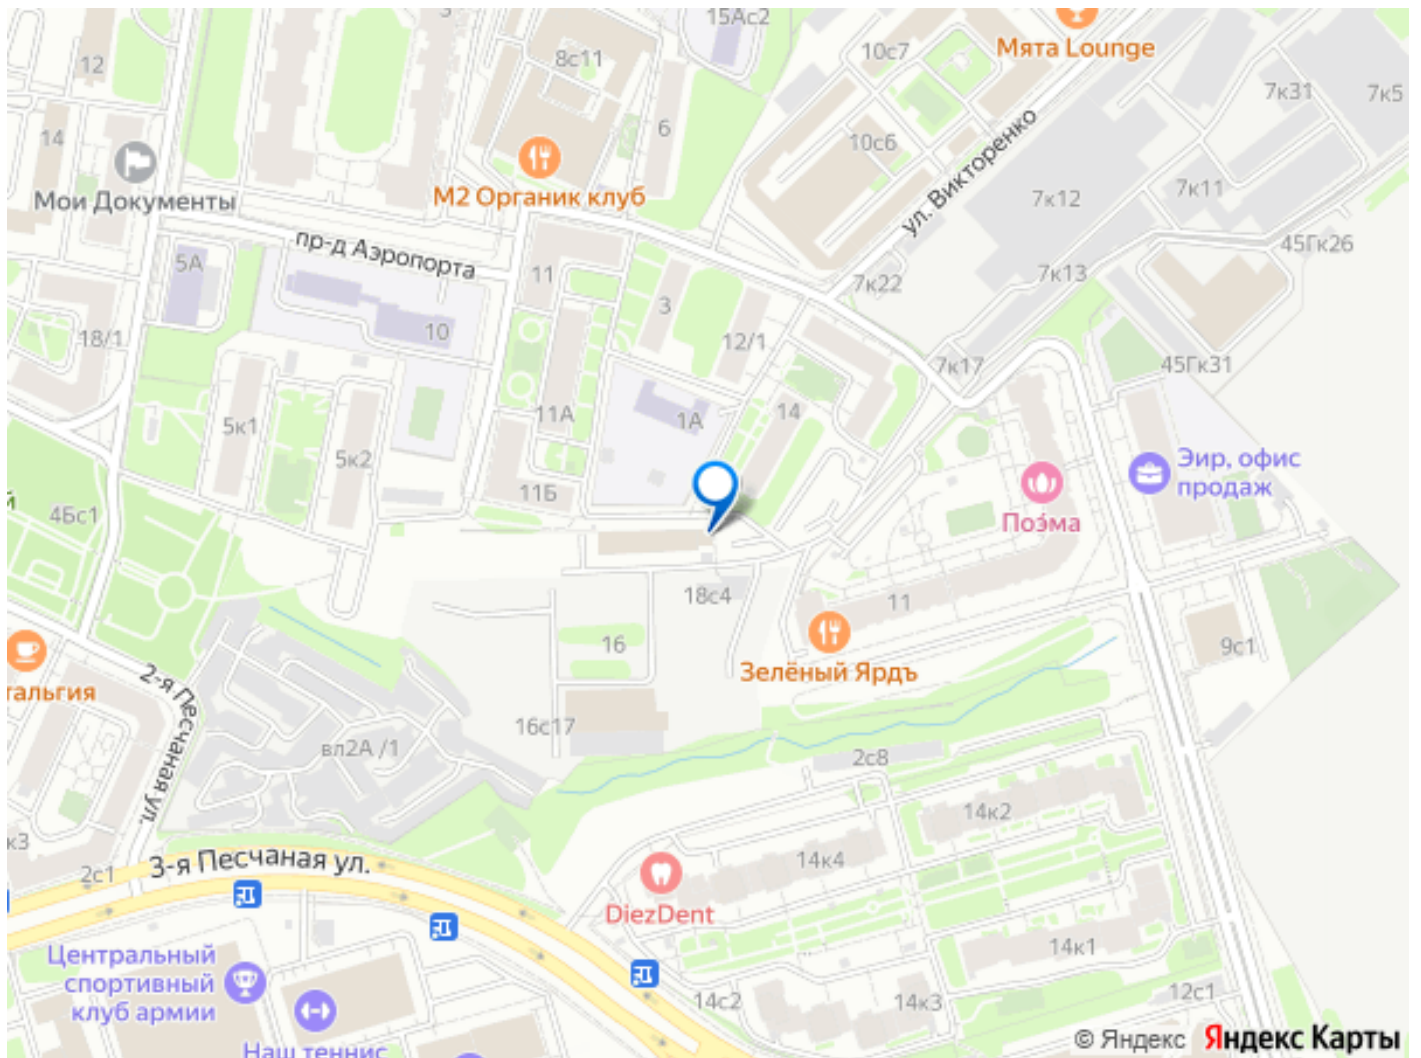 15Ас2
8с11
12
10с7
Мята Lounge
7к31
7к5
14
6
10с6
Мои Документы
М2 Органик клуб
ул. Викторенко
7к12
7к11
45Гк26
пр-д Аэропорта
5А
11
7к22
7к13
3
10
12/1
18/1
7к17
45Гк31
5к1
11А
1А
14
5к2
Эир, офис
продаж
11Б
4Бс1
й
Поэма
18с4
11
16
9с1
Зелёный Ярдъ
тальгия
2-я Песчаная ул.
16с17
вл2А /1
2с8
14к2
к3
2с1
3-я Песчаная ул.
14к4
DiezDent
14к1
Центральный
спортивный
клуб армии
14с2
14к3
12с1
Наш теннис
© Яндекс Яндекс Карты